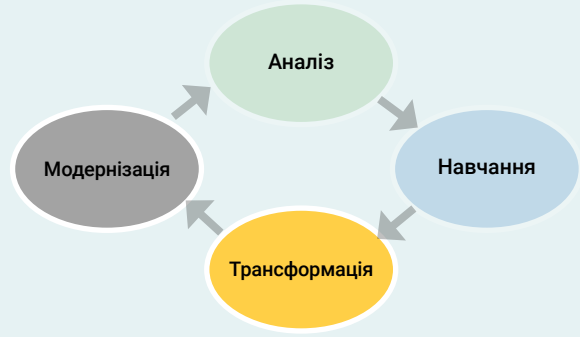 Аналіз
Навчання
Трансформація
Модернізація